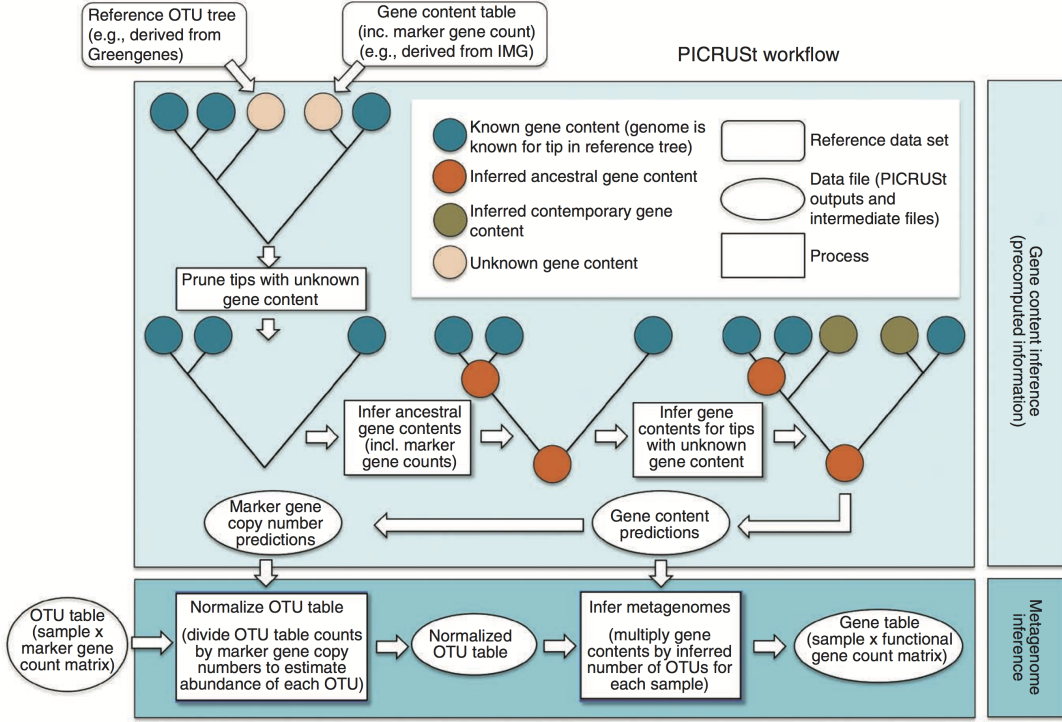 Reference OTU tree
(e.g., derived from
Greengenes)
Gene content table
(inc. marker gene count)
(e.g., derived from IMG)
PICRUSt workflow
Known gene content (genome is
known for tip in reference tree)
Inferred ancestral gene content
Inferred contemporary gene
content
Unknown gene content
Reference data set
Data file (PICRUSt
outputs and
intermediate files)
Process
Prune tips with unknown
gene content
Infer ancestral
gene contents
(incl. marker
gene counts)
Infer gene
contents for tips
with unknown
gene content
Marker gene
copy number
predictions
Gene content
predictions
Gene content inference
(precomputed information)
OTU table
(sample x
marker gene
count matrix)
Normalize OTU table
(divide OTU table counts
by marker gene copy
numbers to estimate
abundance of each OTU)
Normalized
OTU table
Infer metagenomes
(multiply gene
contents by inferred
number of OTUs for
each sample)
Gene table
(sample x functional
gene count matrix)
Metagenome
inference